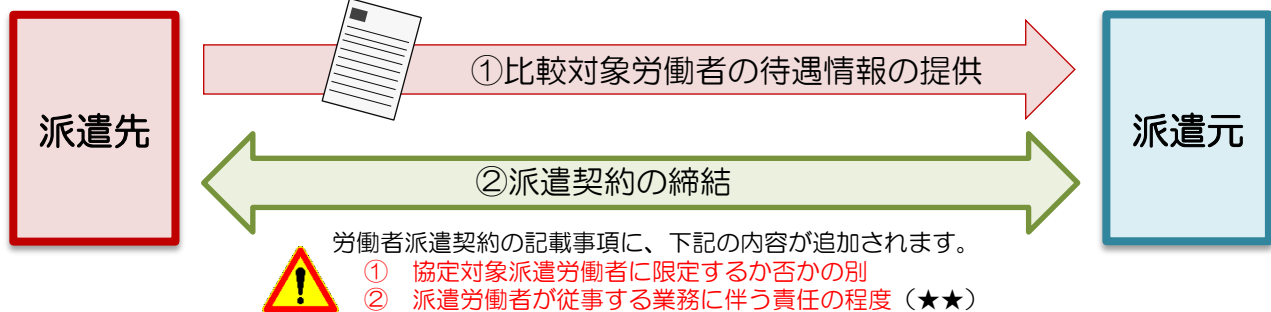 ①比較対象労働者の待遇情報の提供
派遣先
派遣元
②派遣契約の締結
労働者派遣契約の記載事項に、下記の内容が追加されます。
① 協定対象派遣労働者に限定するか否かの別
② 派遣労働者が従事する業務に伴う責任の程度（★★）